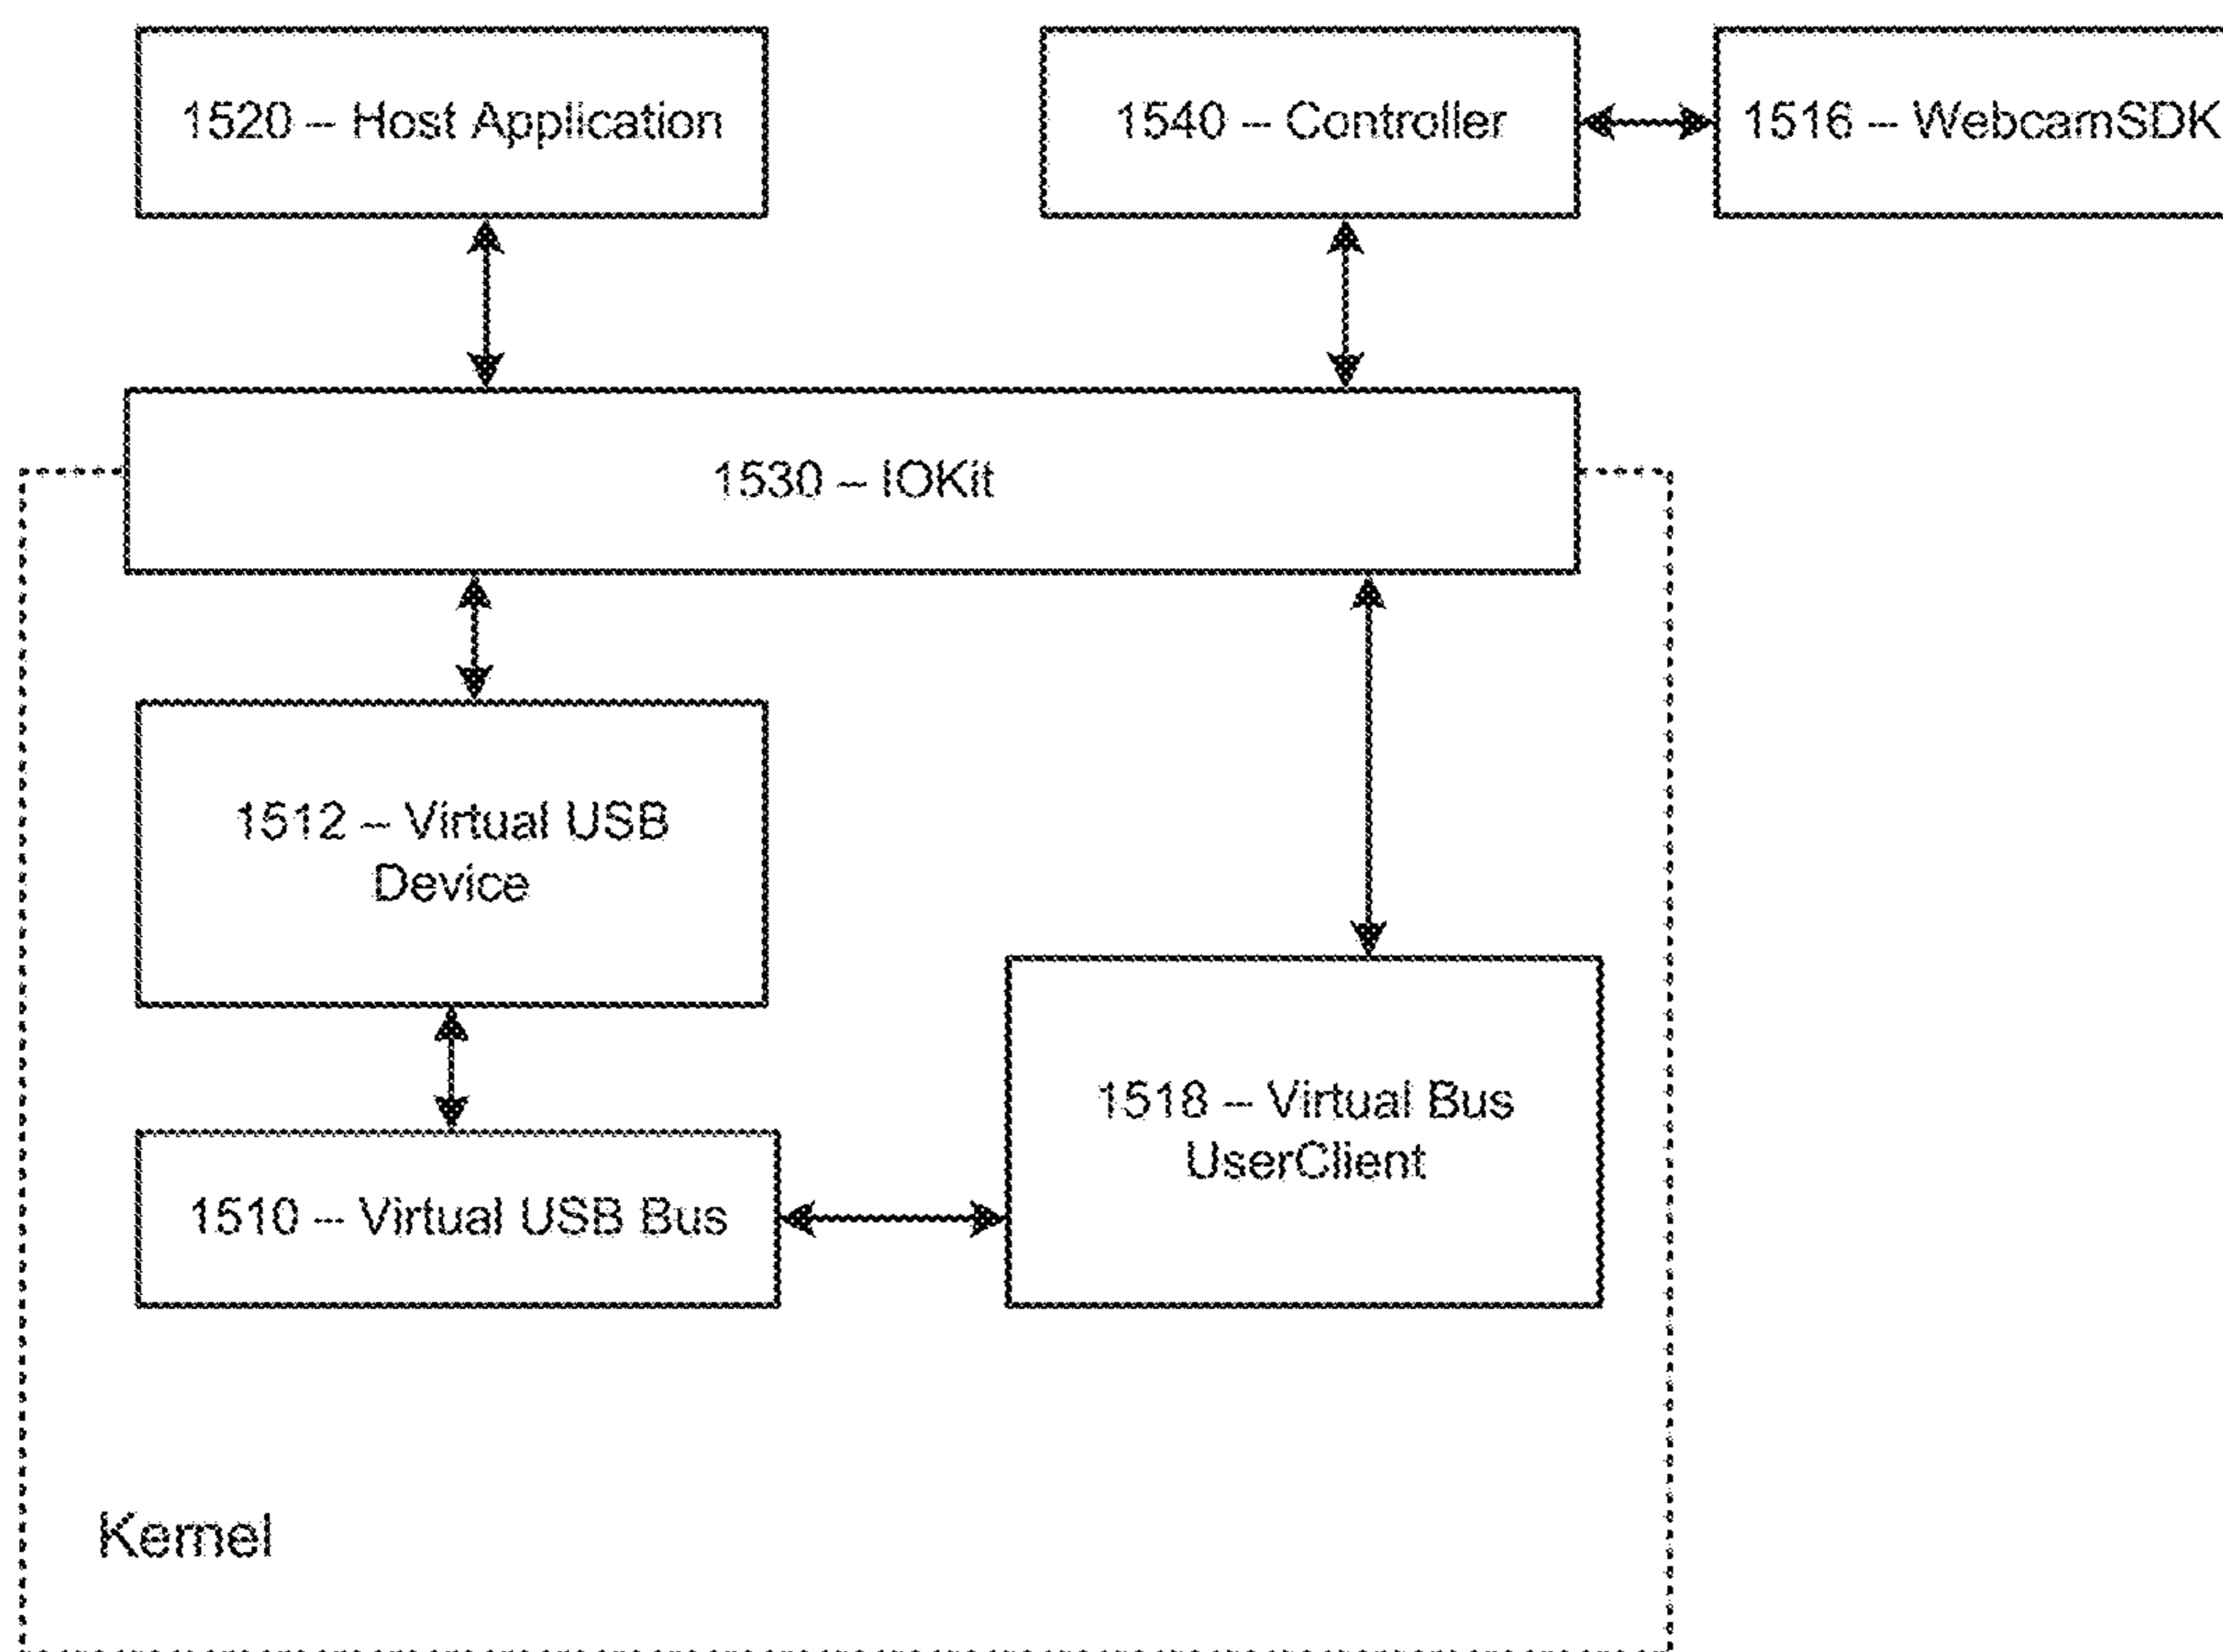 1520 – Host Application
1540 – Controller
1516 – WebcamSDK
1530 – IOKit
1512 – Virtual USB
Device
1518 – Virtual Bus
UserClient
1510 – Virtual USB Bus
Kernel